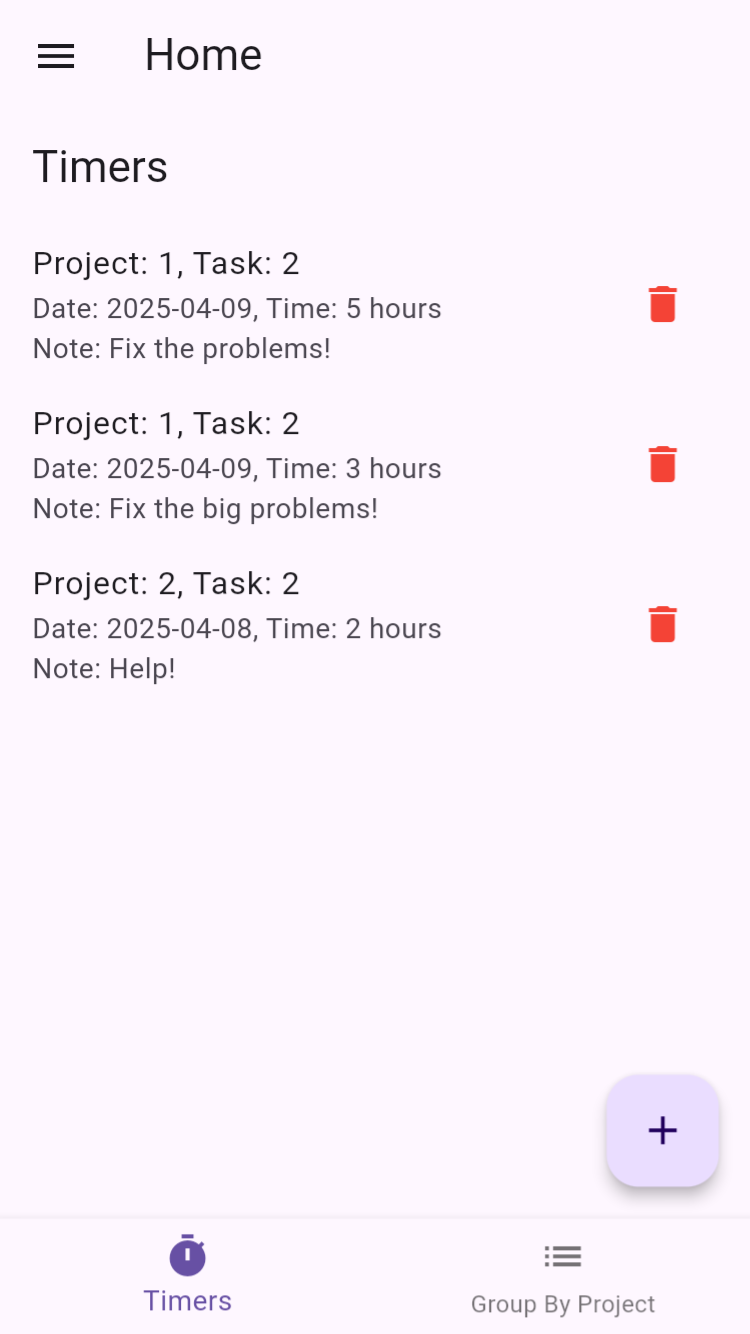 Home
Timers
Project: 1, Task: 2
Date: 2025-04-09, Time: 5 hours
Note: Fix the problems!
Project: 1, Task: 2
Date: 2025-04-09, Time: 3 hours
Note: Fix the big problems!
Project: 2, Task: 2
Date: 2025-04-08, Time: 2 hours
Note: Help!
Timers
Group By Project